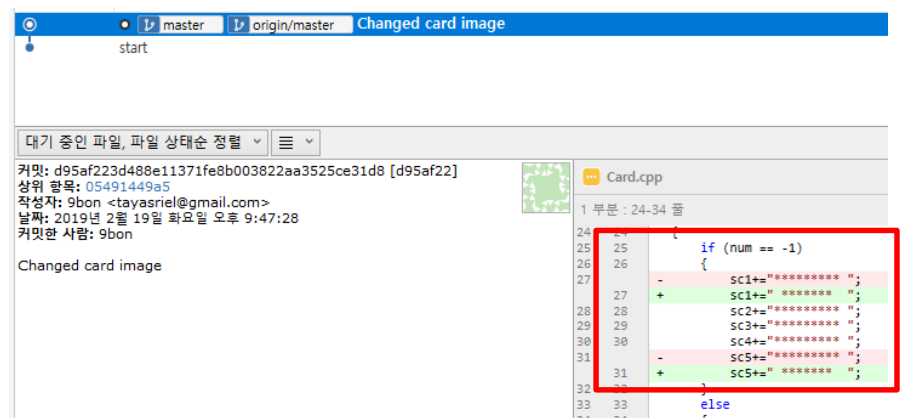 master origin/master Changed card image
start
대기 중인 파일, 파일 상태순 정렬
커밋: d95af223d488e11371fe8b003822aa3525ce31d8 [d95af22]
상위 항목: 05491449a5
작성자: 9bon <tayasriel@gmail.com>
날짜: 2019년 2월 19일 화요일 오후 9:47:28
커밋한 사람: 9bon
Changed card image
Card.cpp
1 부분 : 24-34 줄
24 24 {
25 25 if (num == -1)
26 26 {
27 - sc1+="********* ";
27 + sc1+=" *******  ";
28 28 sc2+="********* ";
29 29 sc3+="********* ";
30 30 sc4+="********* ";
31 - sc5+="********* ";
31 + sc5+=" *******  ";
32 32 }
33 33 else